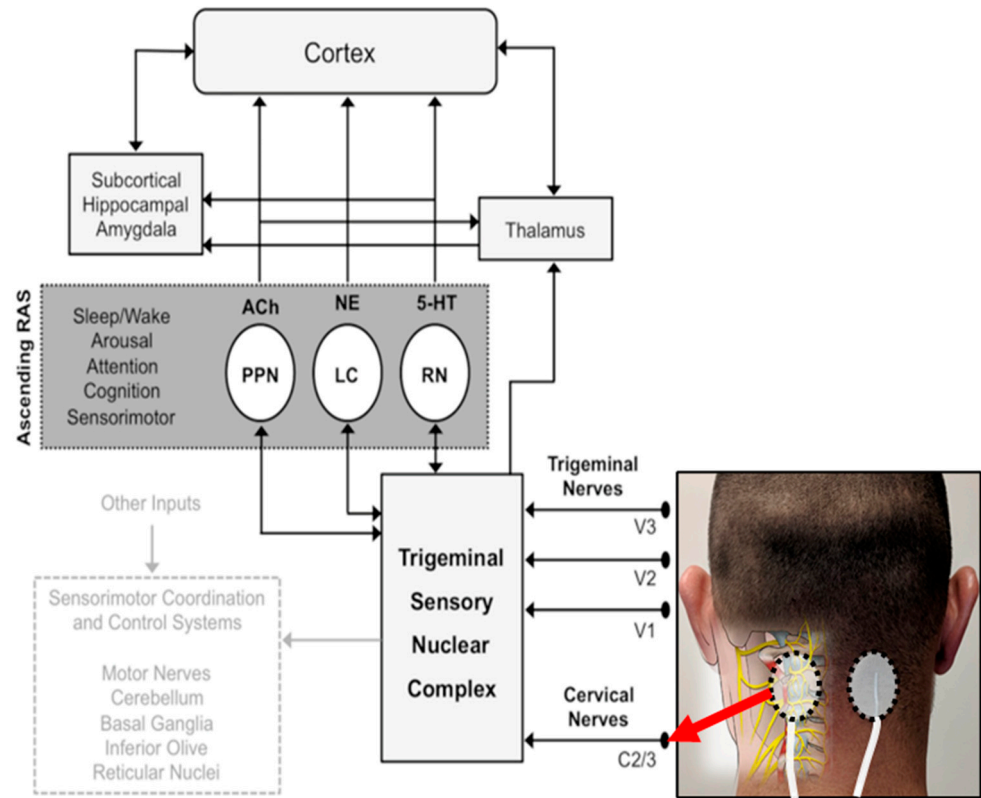 Cortex
Subcortical
Hippocampal
Amygdala
Thalamus
Ascending RAS
Sleep/Wake
Arousal
Attention
Cognition
Sensorimotor
ACh
NE
5-HT
PPN
LC
RN
Other Inputs
Sensorimotor Coordination
and Control Systems
Motor Nerves
Cerebellum
Basal Ganglia
Inferior Olive
Reticular Nuclei
Trigeminal
Sensory
Nuclear
Complex
Trigeminal
Nerves
V3
V2
V1
Cervical
Nerves
C2/3